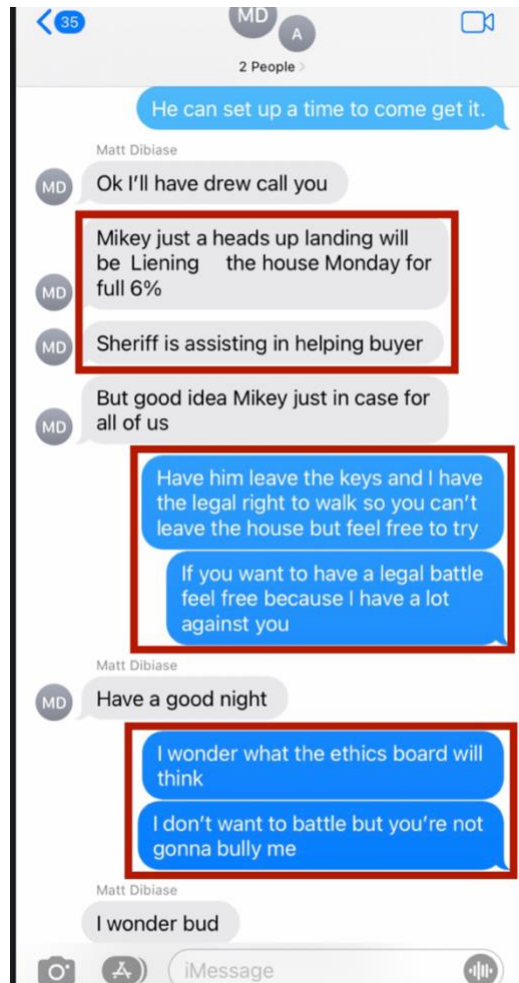 35
MD
A
2 People >
He can set up a time to come get it.
Matt Dibiase
MD
Ok I'll have drew call you
Mikey just a heads up landing will
be Liening the house Monday for
MD
full 6%
MD
Sheriff is assisting in helping buyer
But good idea Mikey just in case for
MD
all of us
Have him leave the keys and I have
the legal right to walk so you can't
leave the house but feel free to try
If you want to have a legal battle
feel free because I have a lot
against you
Matt Dibiase
MD
Have a good night
I wonder what the ethics board will
think
I don't want to battle but you're not
gonna bully me
Matt Dibiase
I wonder bud
iMessage